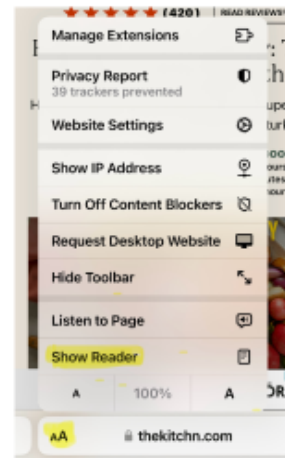 (420) READ REVIEWS
Manage Extensions
Privacy Report
39 trackers prevented
Website Settings
Show IP Address
Turn Off Content Blockers
Request Desktop Website
Hide Toolbar
Listen to Page
Show Reader
A 100% A
AA thekitchn.com